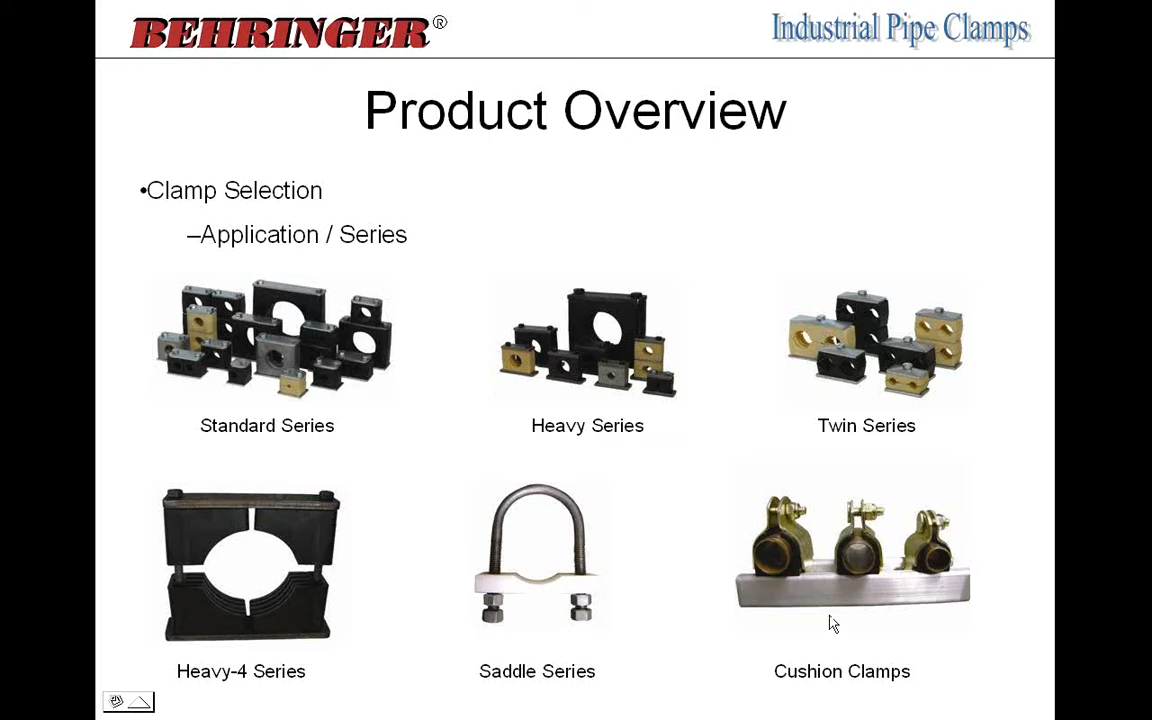 BEHRINGER®
Industrial Pipe Clamps
Product Overview
•Clamp Selection
–Application / Series
Standard Series
Heavy Series
Twin Series
Heavy-4 Series
Saddle Series
Cushion Clamps